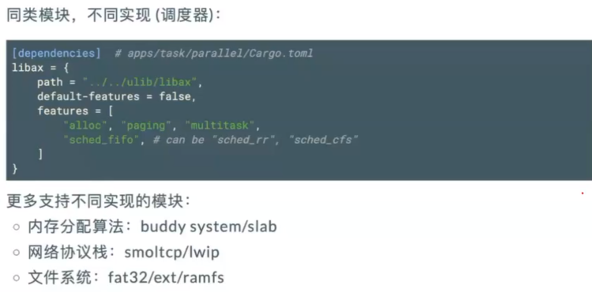 同类模块，不同实现 (调度器)：
[dependencies]  # apps/task/parallel/Cargo.toml
libax = {
    path = "../../ulib/libax",
    default-features = false,
    features = [
        "alloc", "paging", "multitask",
        "sched_fifo", # can be "sched_rr", "sched_cfs"
    ]
}
更多支持不同实现的模块：
○ 内存分配算法：buddy system/slab
○ 网络协议栈：smoltcp/lwip
○ 文件系统：fat32/ext/ramfs